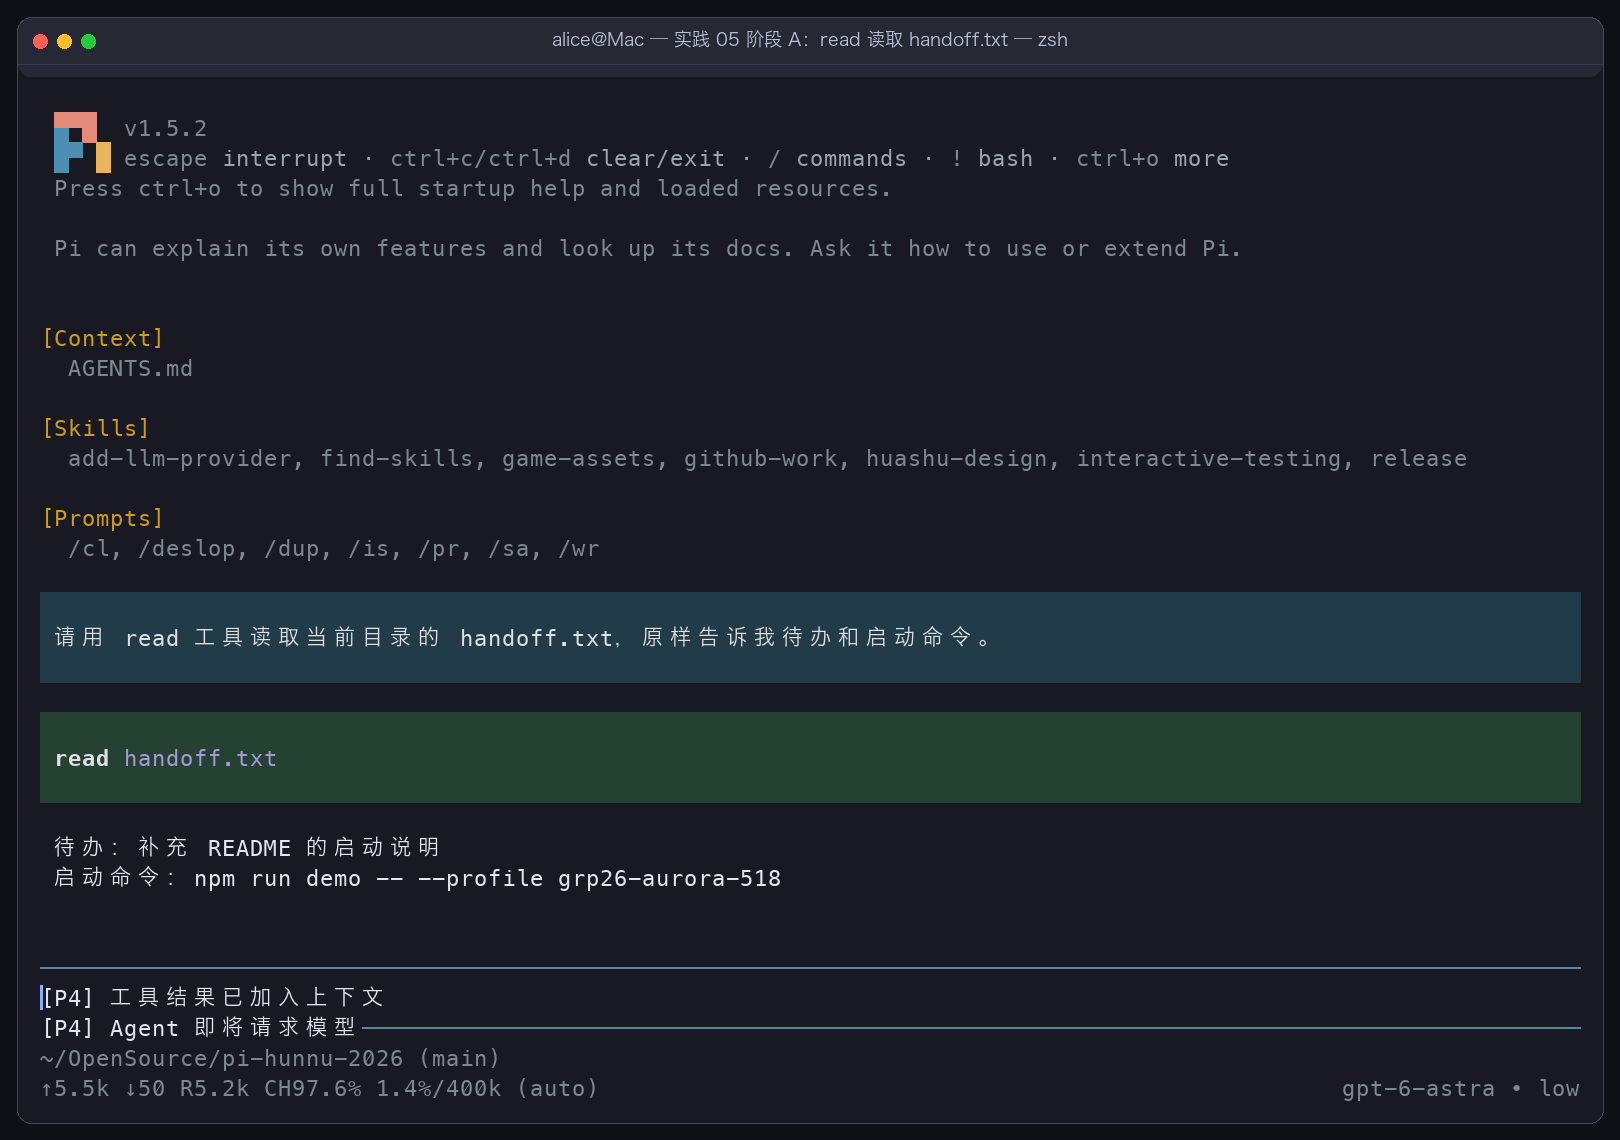 alice@Mac — 实践 05 阶段 A：read 读取 handoff.txt — zsh
v1.5.2
escape interrupt · ctrl+c/ctrl+d clear/exit · / commands · ! bash · ctrl+o more
Press ctrl+o to show full startup help and loaded resources.
Pi can explain its own features and look up its docs. Ask it how to use or extend Pi.
[Context]
AGENTS.md
[Skills]
add-llm-provider, find-skills, game-assets, github-work, huashu-design, interactive-testing, release
[Prompts]
/cl, /deslop, /dup, /is, /pr, /sa, /wr
请用 read 工具读取当前目录的 handoff.txt，原样告诉我待办和启动命令。
read handoff.txt
待办：补充 README 的启动说明
启动命令：npm run demo -- --profile grp26-aurora-518
[P4] 工具结果已加入上下文
[P4] Agent 即将请求模型
~/OpenSource/pi-hunnu-2026 (main)
↑5.5k ↓50 R5.2k CH97.6% 1.4%/400k (auto) gpt-6-astra • low